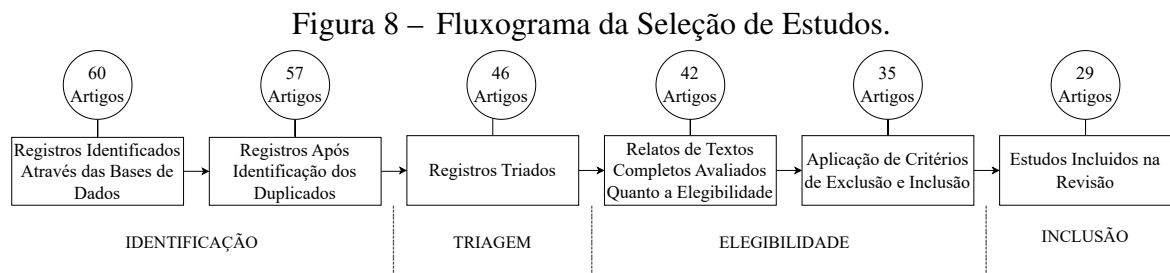 Figura 8 – Fluxograma da Seleção de Estudos.
60
Artigos
57
Artigos
46
Artigos
42
Artigos
35
Artigos
29
Artigos
Registros Identificados
Através das Bases de
Dados
Registros Após
Identificação dos
Duplicados
Registros Triados
Relatos de Textos
Completos Avaliados
Quanto a Elegibilidade
Aplicação de Critérios
de Exclusão e Inclusão
Estudos Incluidos na
Revisão
IDENTIFICAÇÃO
TRIAGEM
ELEGIBILIDADE
INCLUSÃO